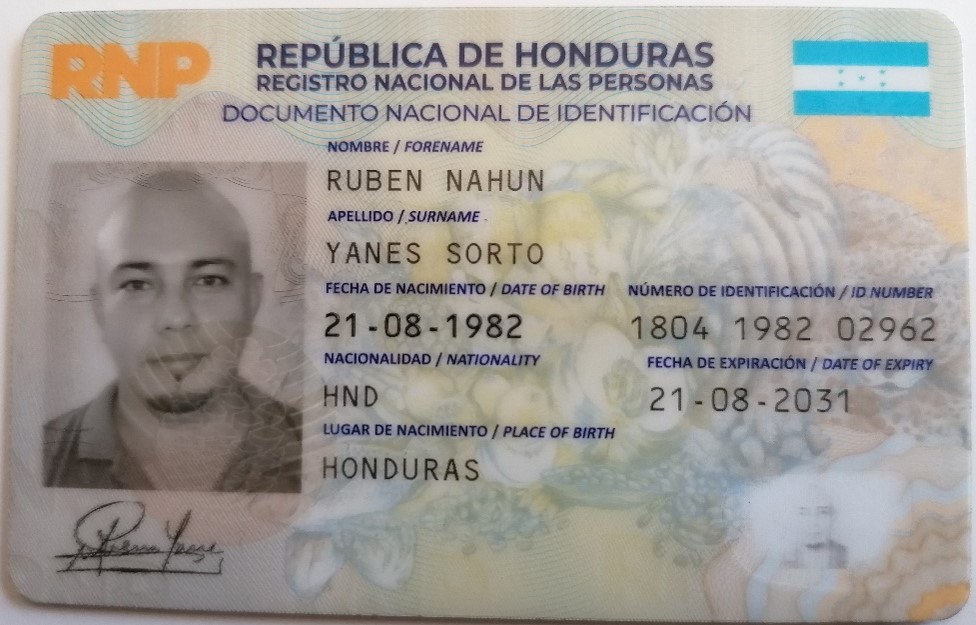 RNP
REPÚBLICA DE HONDURAS
REGISTRO NACIONAL DE LAS PERSONAS
DOCUMENTO NACIONAL DE IDENTIFICACIÓN
NOMBRE / FORENAME
RUBEN NAHUN
APELLIDO / SURNAME
YANES SORTO
FECHA DE NACIMIENTO / DATE OF BIRTH
NÚMERO DE IDENTIFICACIÓN / ID NUMBER
21-08-1982
1804 1982 02962
NACIONALIDAD / NATIONALITY
FECHA DE EXPIRACIÓN / DATE OF EXPIRY
HND
21-08-2031
LUGAR DE NACIMIENTO / PLACE OF BIRTH
HONDURAS